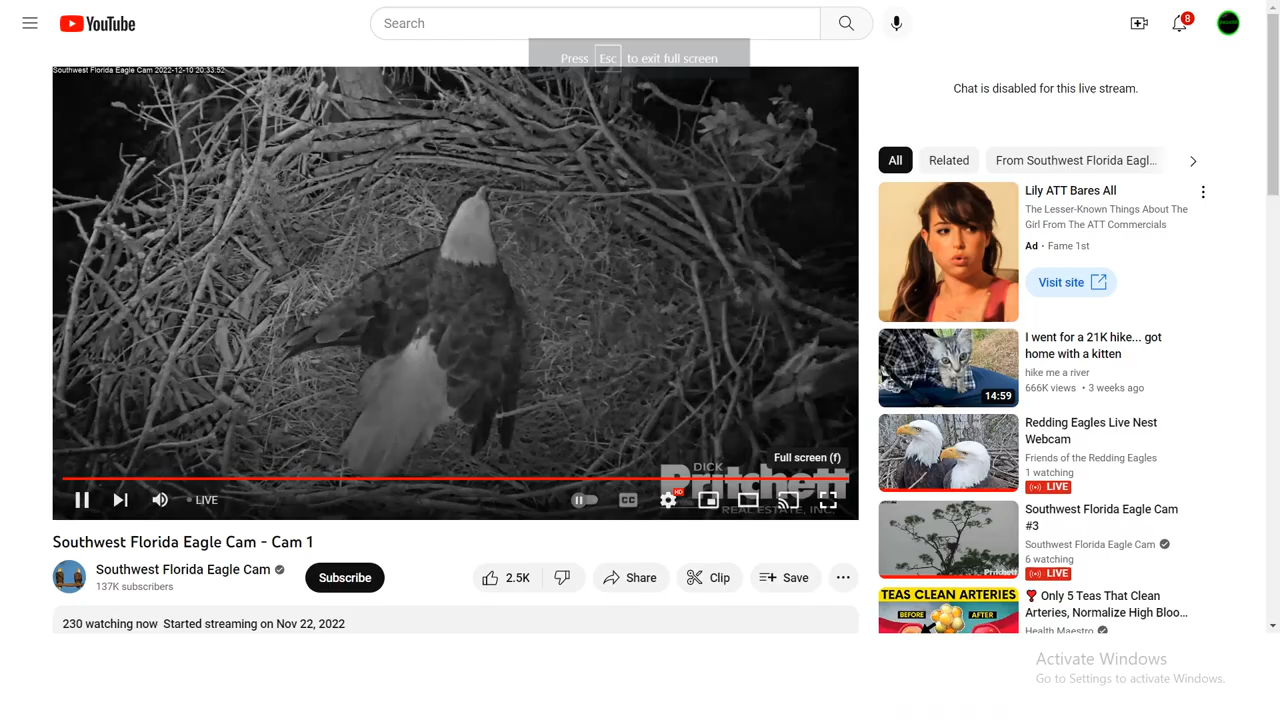 YouTube
Search
8
Press Esc to exit full screen
Southwest Florida Eagle Cam 2022-12-10 20:33:52
Chat is disabled for this live stream.
All
Related
From Southwest Florida Eagl...
Lily ATT Bares All
The Lesser-Known Things About The
Girl From The ATT Commercials
Ad · Fame 1st
Visit site
I went for a 21K hike... got
home with a kitten
hike me a river
666K views • 3 weeks ago
14:59
Redding Eagles Live Nest
Webcam
Friends of the Redding Eagles
1 watching
LIVE
Southwest Florida Eagle Cam
#3
Southwest Florida Eagle Cam
6 watching
LIVE
Pritchett
TEAS CLEAN ARTERIES
BEFORE
AFTER
Only 5 Teas That Clean
Arteries, Normalize High Bloo...
Health Maestro
Full screen (f)
DICK
Pritchett
REAL ESTATE, INC.
LIVE
CC
HD
Southwest Florida Eagle Cam - Cam 1
Southwest Florida Eagle Cam
137K subscribers
Subscribe
2.5K
Share
Clip
Save
230 watching now Started streaming on Nov 22, 2022
Activate Windows
Go to Settings to activate Windows.